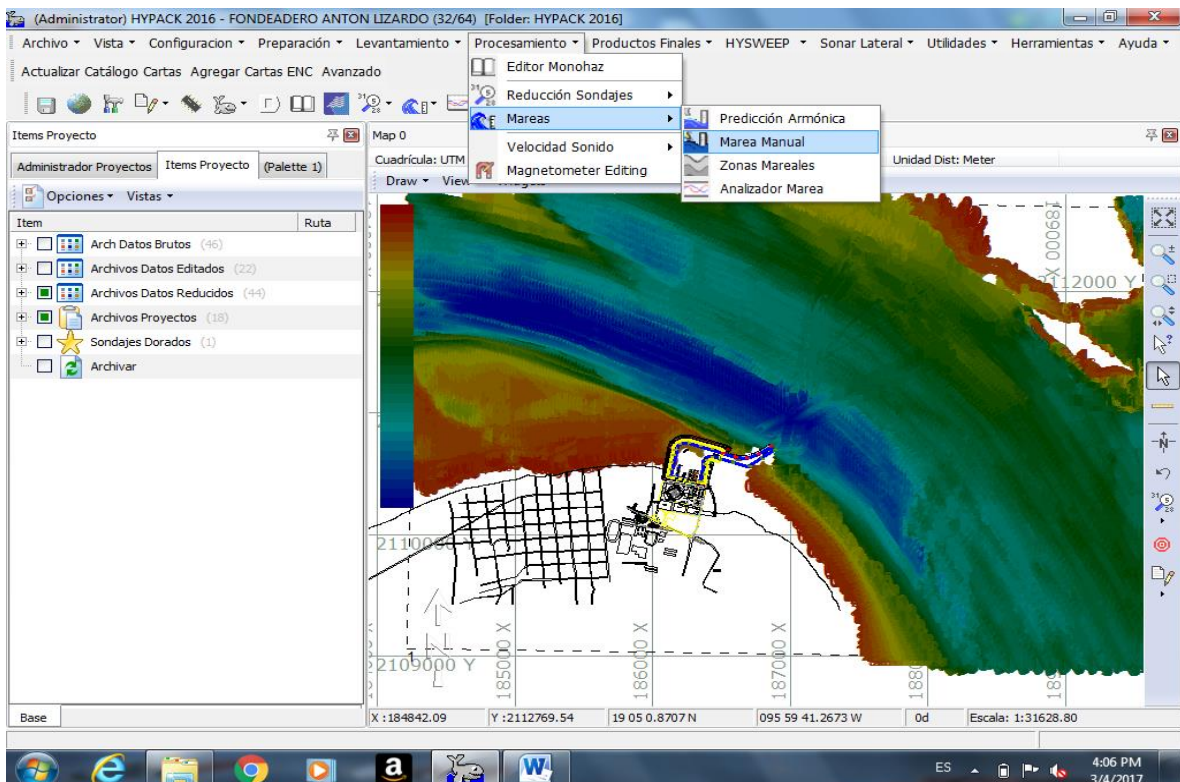 (Administrator) HYPACK 2016 - FONDEADERO ANTON LIZARDO (32/64) [Folder: HYPACK 2016]
Archivo Vista Configuracion Preparación Levantamiento Procesamiento Productos Finales HYSWEEP Sonar Lateral Utilidades Herramientas Ayuda
Actualizar Catálogo Cartas Agregar Cartas ENC Avanzado
Editor Monohaz
Reducción Sondajes
Mareas
Velocidad Sonido
Magnetometer Editing
Predicción Armónica
Marea Manual
Zonas Mareales
Analizador Marea
Items Proyecto
Administrador Proyectos Items Proyecto (Palette 1)
Opciones Vistas
Item Ruta
Arch Datos Brutos (46)
Archivos Datos Editados (22)
Archivos Datos Reducidos (44)
Archivos Proyectos (18)
Sondajes Dorados (1)
Archivar
Base
Map 0
Cuadrícula: UTM Unidad Dist: Meter
Draw View
2112000 Y
2110000 Y
2109000 Y
185000 X
186000 X
187000 X
X :184842.09 Y :2112769.54 19 05 0.8707 N 095 59 41.2673 W 0d Escala: 1:31628.80
ES 4:06 PM
3/4/2017